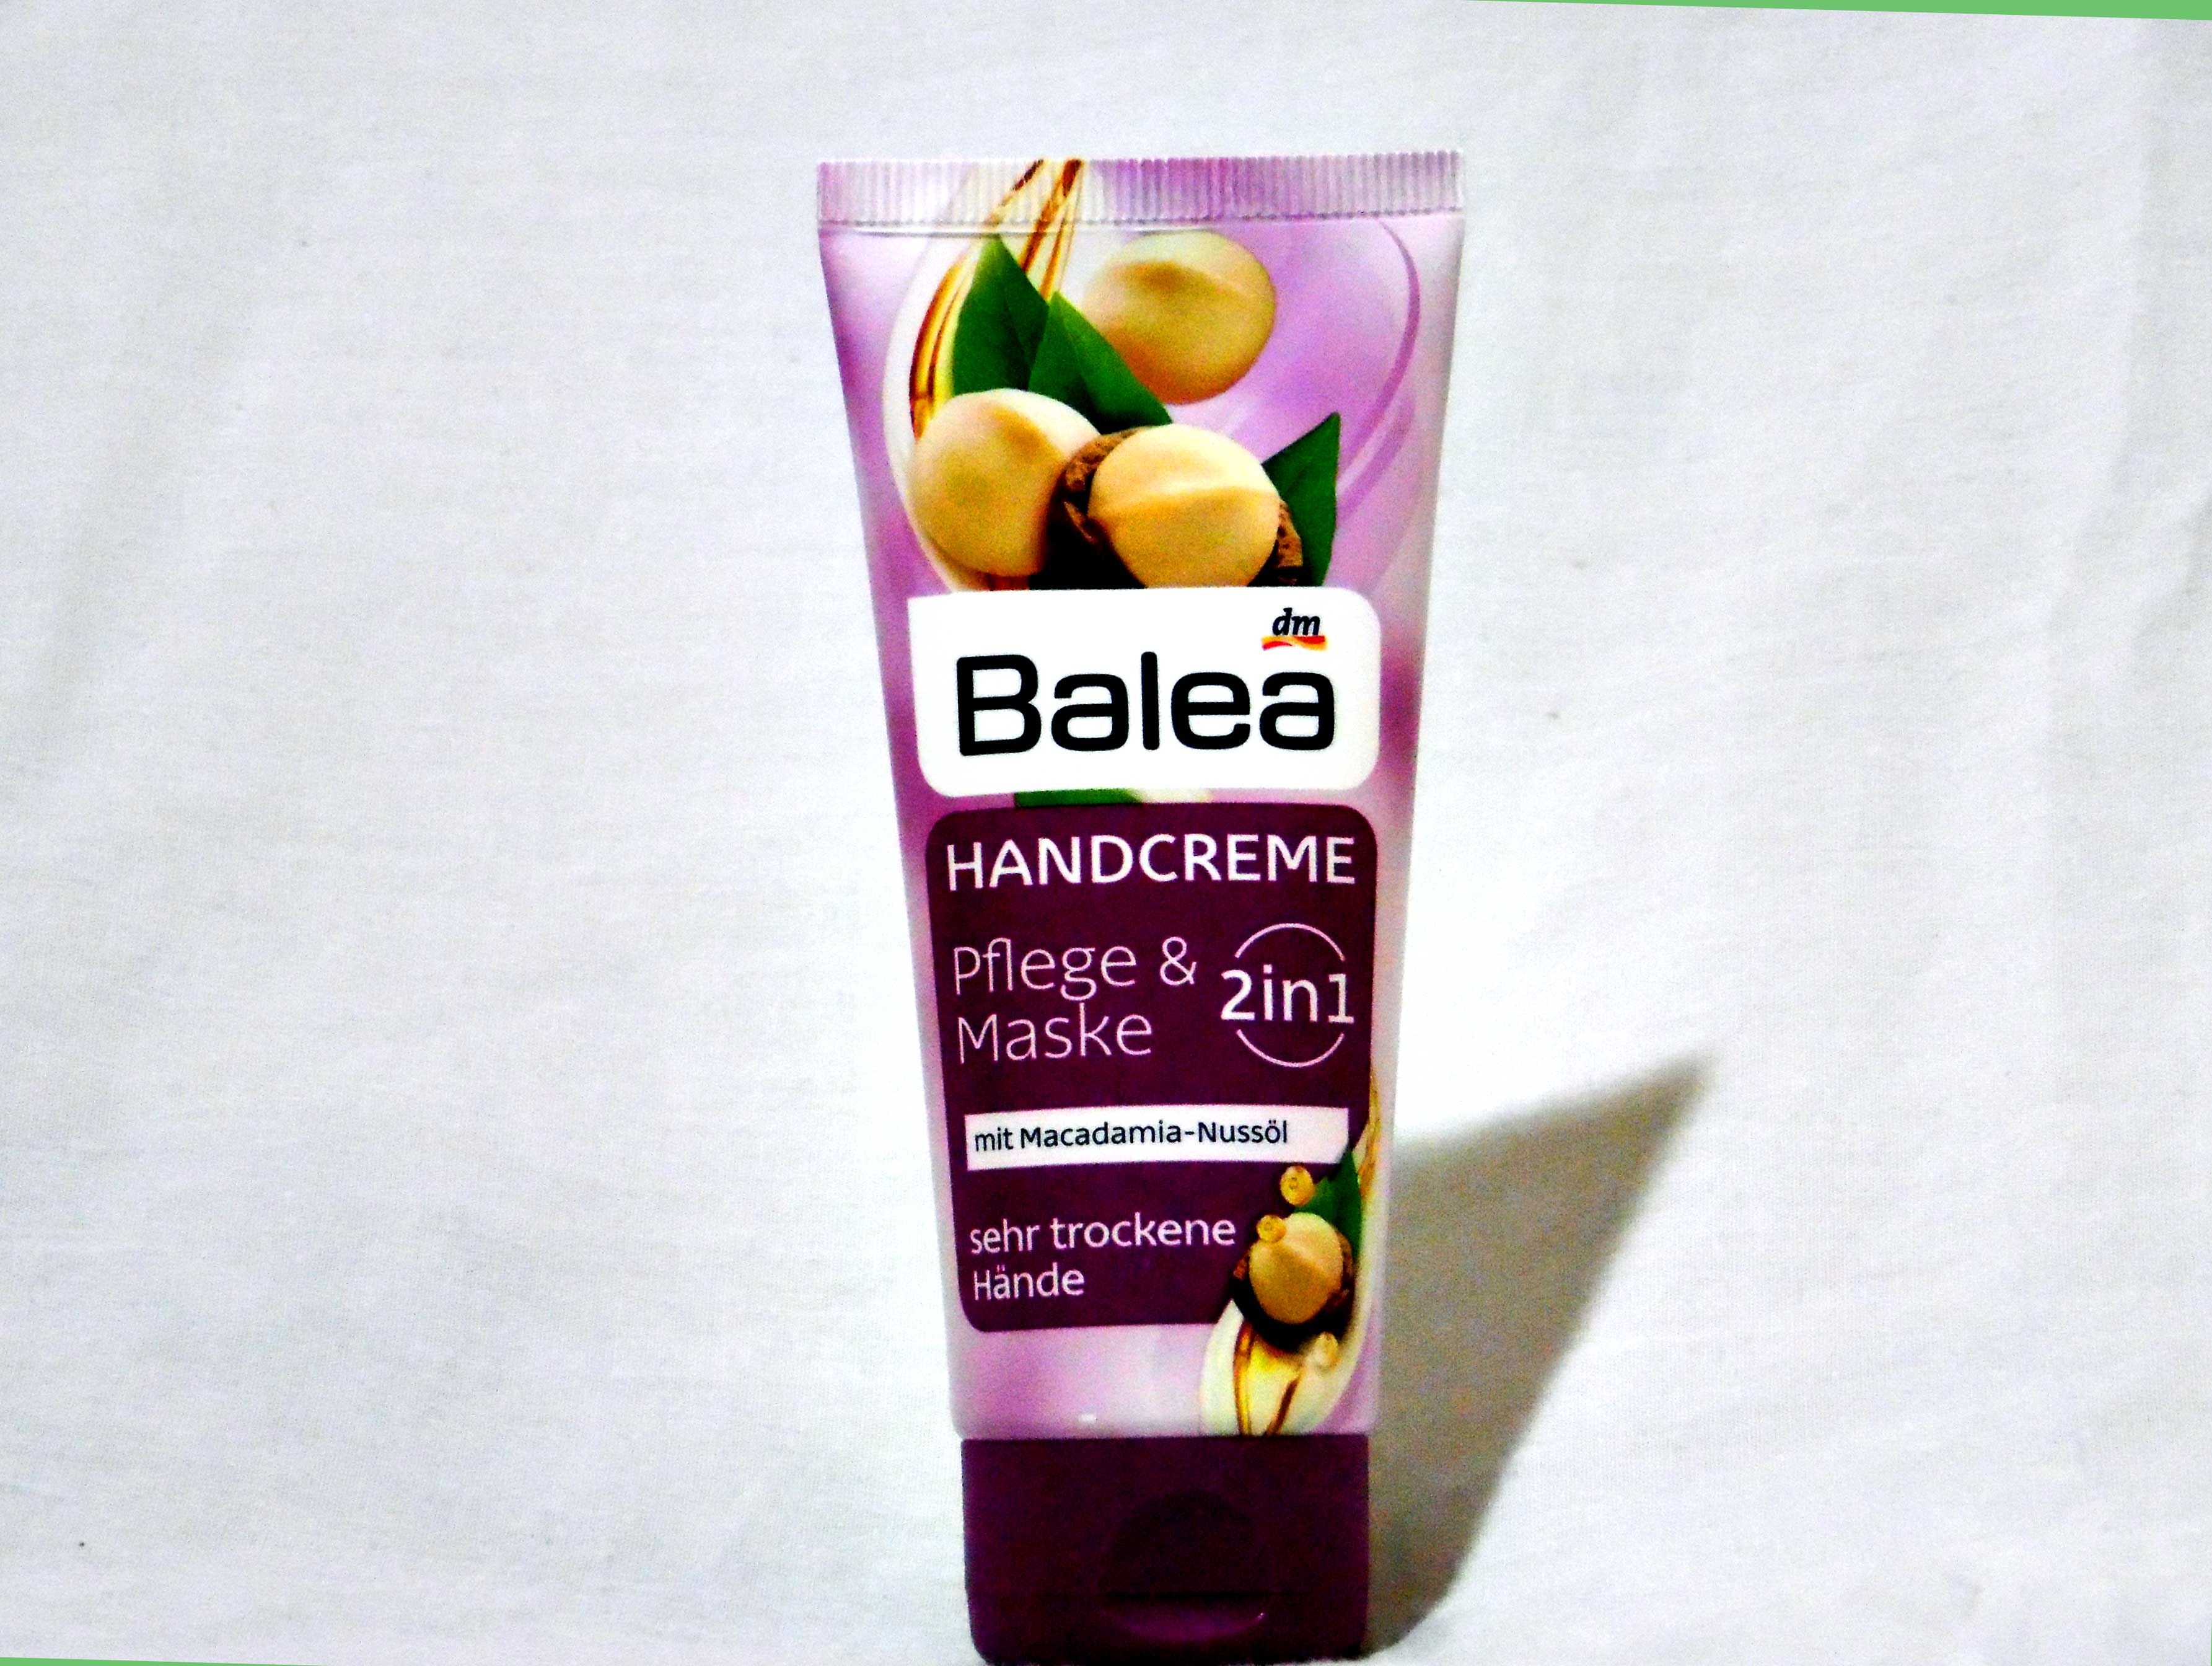 dm
Balea
HANDCREME
Pflege &
Maske
2in1
mit Macadamia-Nussöl
sehr trockene
Hände